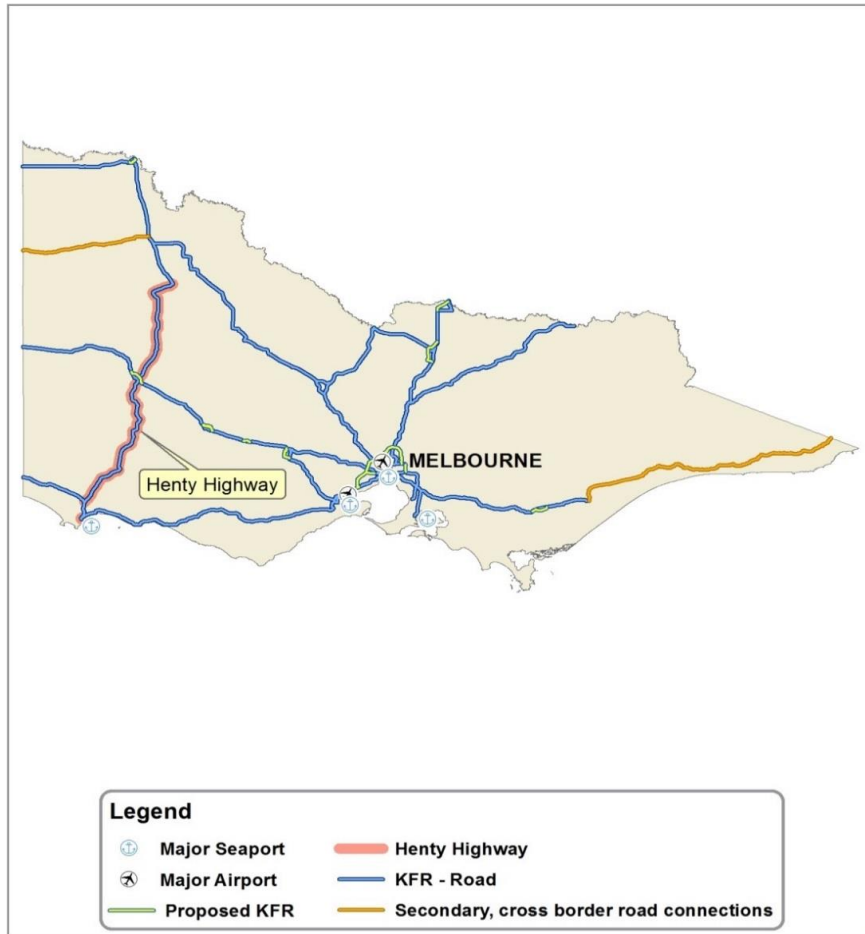 MELBOURNE
Henty Highway
Legend
Major Seaport
Henty Highway
Major Airport
KFR - Road
Proposed KFR
Secondary, cross border road connections